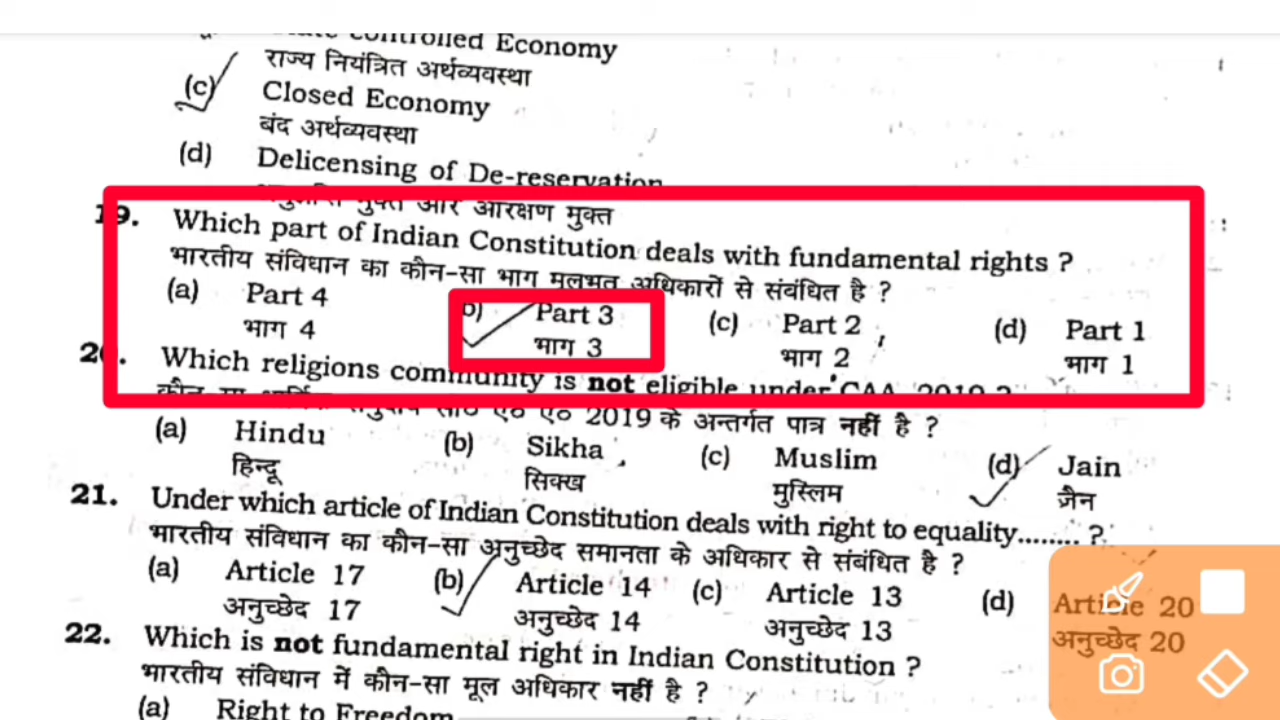 Controlled Economy
राज्य नियंत्रित अर्थव्यवस्था
(c) Closed Economy
बंद अर्थव्यवस्था
(d) Delicensing of De-reservation
मुक्त और आरक्षण मुक्त
19. Which part of Indian Constitution deals with fundamental rights ?
भारतीय संविधान का कौन-सा भाग मूलभूत अधिकारों से संबंधित है ?
(a) Part 4 b) Part 3 (c) Part 2 (d) Part 1
भाग 4 भाग 3 भाग 2 भाग 1
20. Which religions community is not eligible under CAA 2019 ?
2019 के अन्तर्गत पात्र नहीं है ?
(a) Hindu (b) Sikha (c) Muslim (d) Jain
हिन्दू सिक्ख मुस्लिम जैन
21. Under which article of Indian Constitution deals with right to equality........ ?
भारतीय संविधान का कौन-सा अनुच्छेद समानता के अधिकार से संबंधित है ?
(a) Article 17 (b) Article 14 (c) Article 13 (d) Article 20
अनुच्छेद 17 अनुच्छेद 14 अनुच्छेद 13 अनुच्छेद 20
22. Which is not fundamental right in Indian Constitution ?
भारतीय संविधान में कौन-सा मूल अधिकार नहीं है ?
(a) Right to Freedom